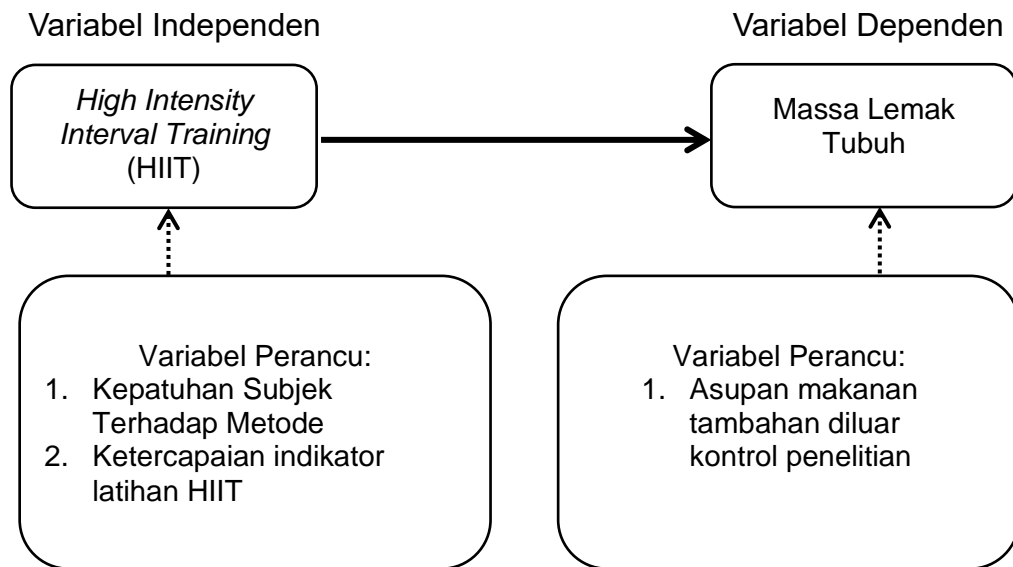 Variabel Independen
Variabel Dependen
High Intensity
Interval Training
(HIIT)
Massa Lemak
Tubuh
Variabel Perancu:
1. Kepatuhan Subjek
Terhadap Metode
2. Ketercapaian indikator
latihan HIIT
Variabel Perancu:
1. Asupan makanan
tambahan diluar
kontrol penelitian